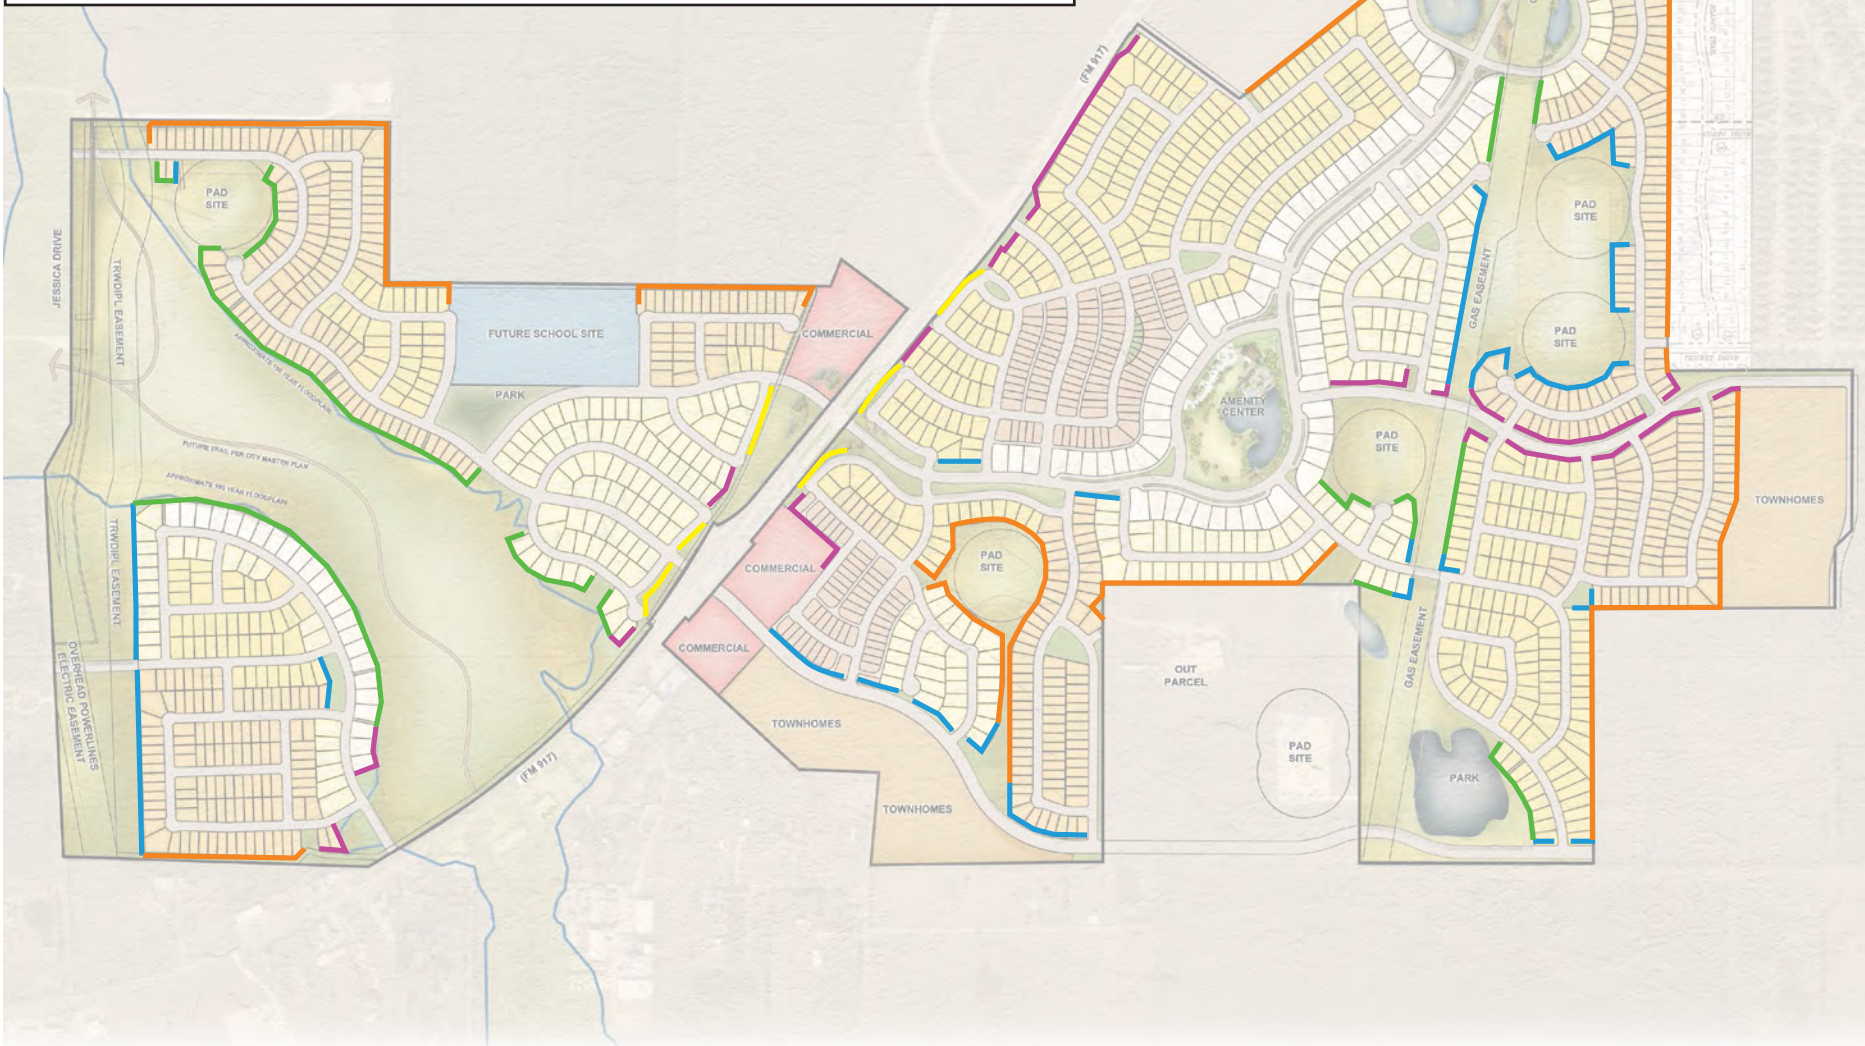 (FM 917)
PAD
SITE
PAD
SITE
JESSICA DRIVE
TRWD/IPL EASEMENT
GAS EASEMENT
FUTURE SCHOOL SITE
COMMERCIAL
PAD
SITE
APPROXIMATE 100 YEAR FLOODPLAIN
PARK
AMENITY
CENTER
PAD
SITE
FUTURE TRAIL PER CITY MASTER PLAN
APPROXIMATE 100 YEAR FLOODPLAIN
TOWNHOMES
TRWD/IPL EASEMENT
COMMERCIAL
PAD
SITE
COMMERCIAL
GAS EASEMENT
OUT
PARCEL
OVERHEAD POWERLINES
ELECTRIC EASEMENT
TOWNHOMES
PAD
SITE
(FM 917)
PARK
TOWNHOMES